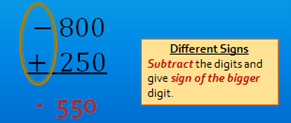 −800
+ 250
- 550
Different Signs
Subtract the digits and
give sign of the bigger
digit.